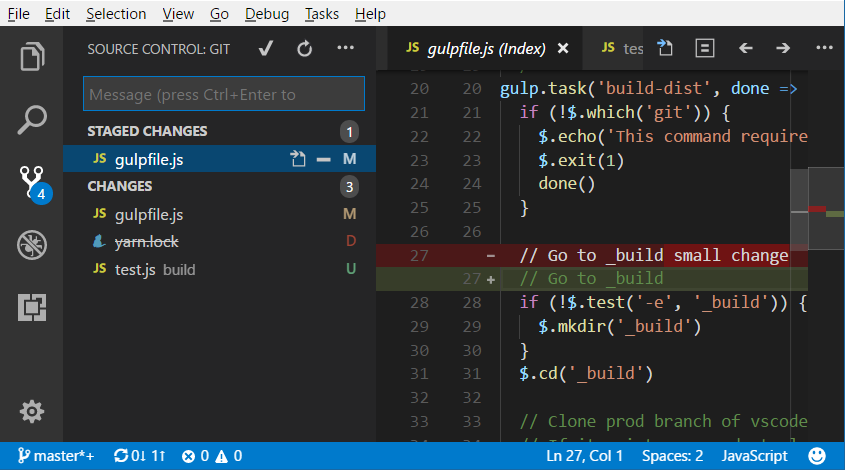 File Edit Selection View Go Debug Tasks Help
SOURCE CONTROL: GIT
Message (press Ctrl+Enter to
STAGED CHANGES 1
JS gulpfile.js M
CHANGES 3
JS gulpfile.js M
yarn.lock D
JS test.js build U
4
JS gulpfile.js (Index) JS tes
20 20 gulp.task('build-dist', done =>
21 21 if (!$.which('git')) {
22 22 $.echo('This command require
23 23 $.exit(1)
24 24 done()
25 25 }
26 26
27 - // Go to _build small change
27 + // Go to _build
28 28 if (!$.test('-e', '_build')) {
29 29 $.mkdir('_build')
30 30 }
31 31 $.cd('_build')
32 32
33 33 // Clone prod branch of vscode
master*+ 0↓ 1↑ 0 0 Ln 27, Col 1 Spaces: 2 JavaScript